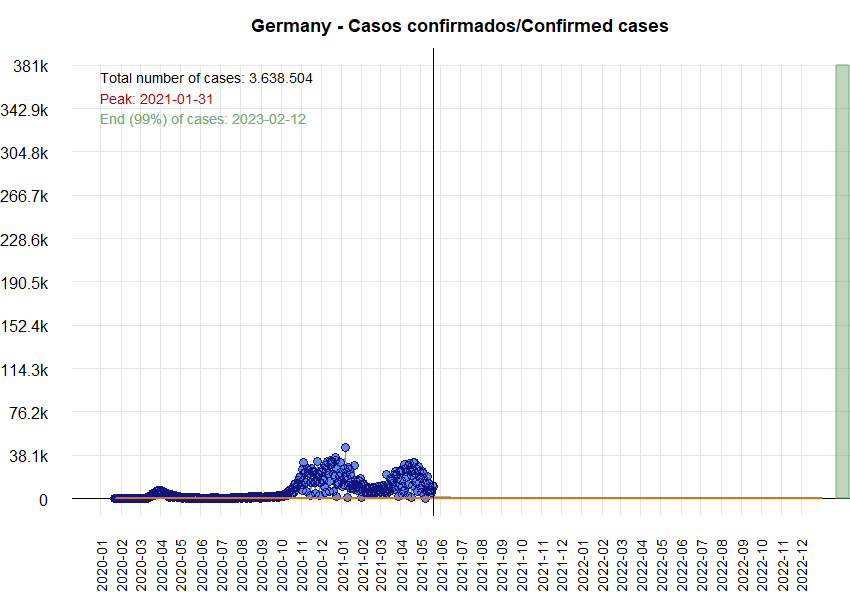 Germany - Casos confirmados/Confirmed cases
Total number of cases: 3.638.504
Peak: 2021-01-31
End (99%) of cases: 2023-02-12
381k
342.9k
304.8k
266.7k
228.6k
190.5k
152.4k
114.3k
76.2k
38.1k
0
2020-01
2020-02
2020-03
2020-04
2020-05
2020-06
2020-07
2020-08
2020-09
2020-10
2020-11
2020-12
2021-01
2021-02
2021-03
2021-04
2021-05
2021-06
2021-07
2021-08
2021-09
2021-10
2021-11
2021-12
2022-01
2022-02
2022-03
2022-04
2022-05
2022-06
2022-07
2022-08
2022-09
2022-10
2022-11
2022-12